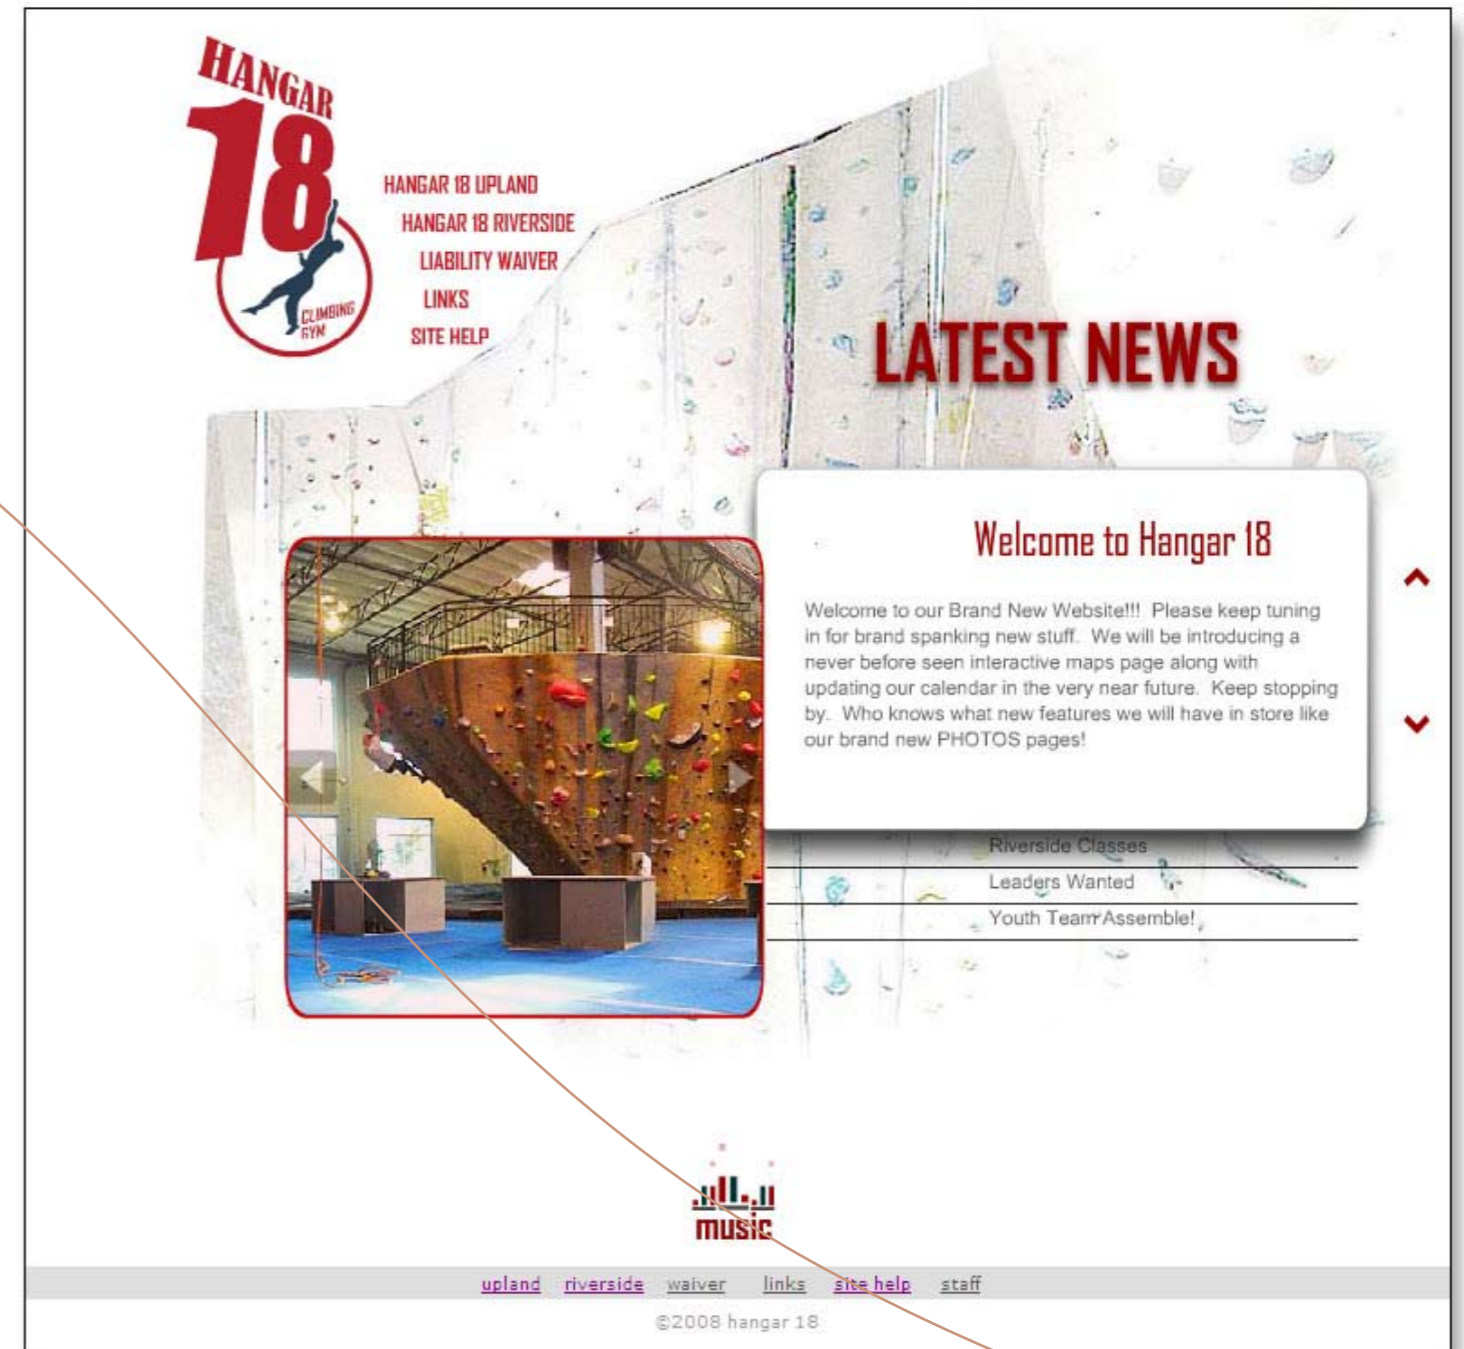 HANGAR
18
CLIMBING
GYM
HANGAR 18 UPLAND
HANGAR 18 RIVERSIDE
LIABILITY WAIVER
LINKS
SITE HELP
LATEST NEWS
Welcome to Hangar 18
Welcome to our Brand New Website!!!  Please keep tuning
in for brand spanking new stuff.  We will be introducing a
never before seen interactive maps page along with
updating our calendar in the very near future.  Keep stopping
by.  Who knows what new features we will have in store like
our brand new PHOTOS pages!
Riverside Classes
Leaders Wanted
Youth Team Assemble!
music
upland riverside waiver links site help staff
©2008 hangar 18